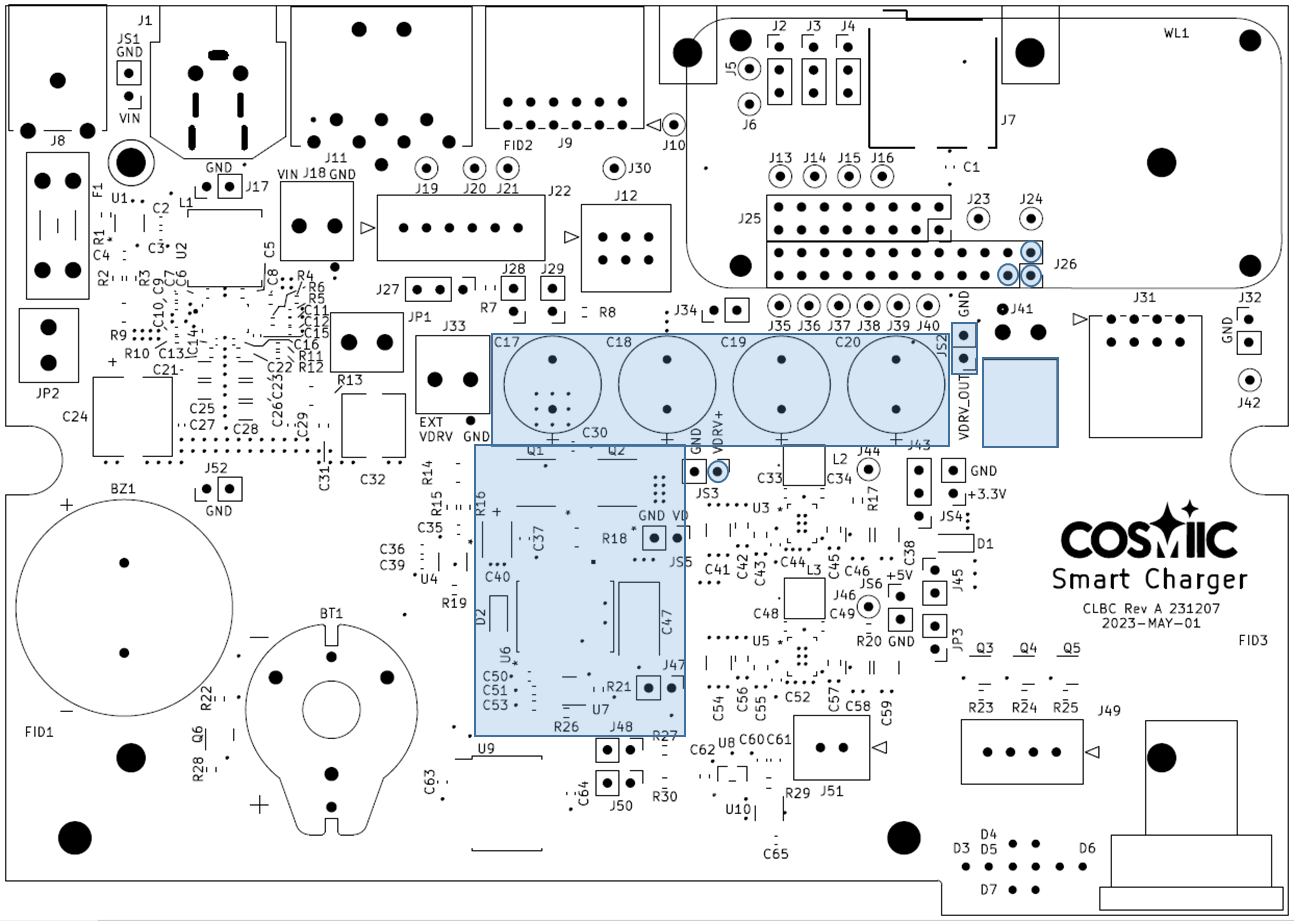 J1
JS1
GND
VIN
J8
J11
FID2
J9
J10
J2
J3
J4
J5
J6
J7
WL1
C1
F1
U1
GND
J17
VIN J18 GND
J19
J20
J21
J22
J30
J12
J13
J14
J15
J16
J23
J24
J25
J26
L1
C2
C3
C4
R1
U2
C5
R2
R3
C7
C6
C9
C10
C8
R4
R6
R5
C11
C12
C15
C16
C14
R9
R10
C13
R11
R12
C21
C22
C23
J27
JP1
J28
J29
R7
R8
J34
J35
J36
J37
J38
J39
J40
GND
J41
J31
J32
GND
JP2
J33
C17
C18
C19
C20
JS2
VDRV_OUT
J42
C24
C25
C27
C26
C28
C29
R13
EXT
VDRV
GND
C30
GND
VDRV+
C31
C32
J52
GND
BZ1
R14
Q1
Q2
JS3
C33
L2
C34
J44
R17
J43
GND
+3.3V
JS4
R15
R16
C35
C36
C39
U4
R19
C37
C40
R18
GND VD
JS5
U3
C41
C42
C43
C44
C45
C46
C38
D1
COSMIIC
Smart Charger
CLBC Rev A 231207
2023-MAY-01
FID3
BT1
D2
U6
C47
L3
C48
J46
C49
JS6
+5V
R20
GND
J45
JP3
U5
C50
C51
C53
R21
J47
U7
R26
C54
C56
C55
C52
C57
C58
C59
Q3
Q4
Q5
R23
R24
R25
J49
FID1
R22
Q6
R28
U9
J48
R27
C62
U8
C60
C61
J51
C63
C64
J50
R30
R29
U10
C65
D4
D3
D5
D6
D7